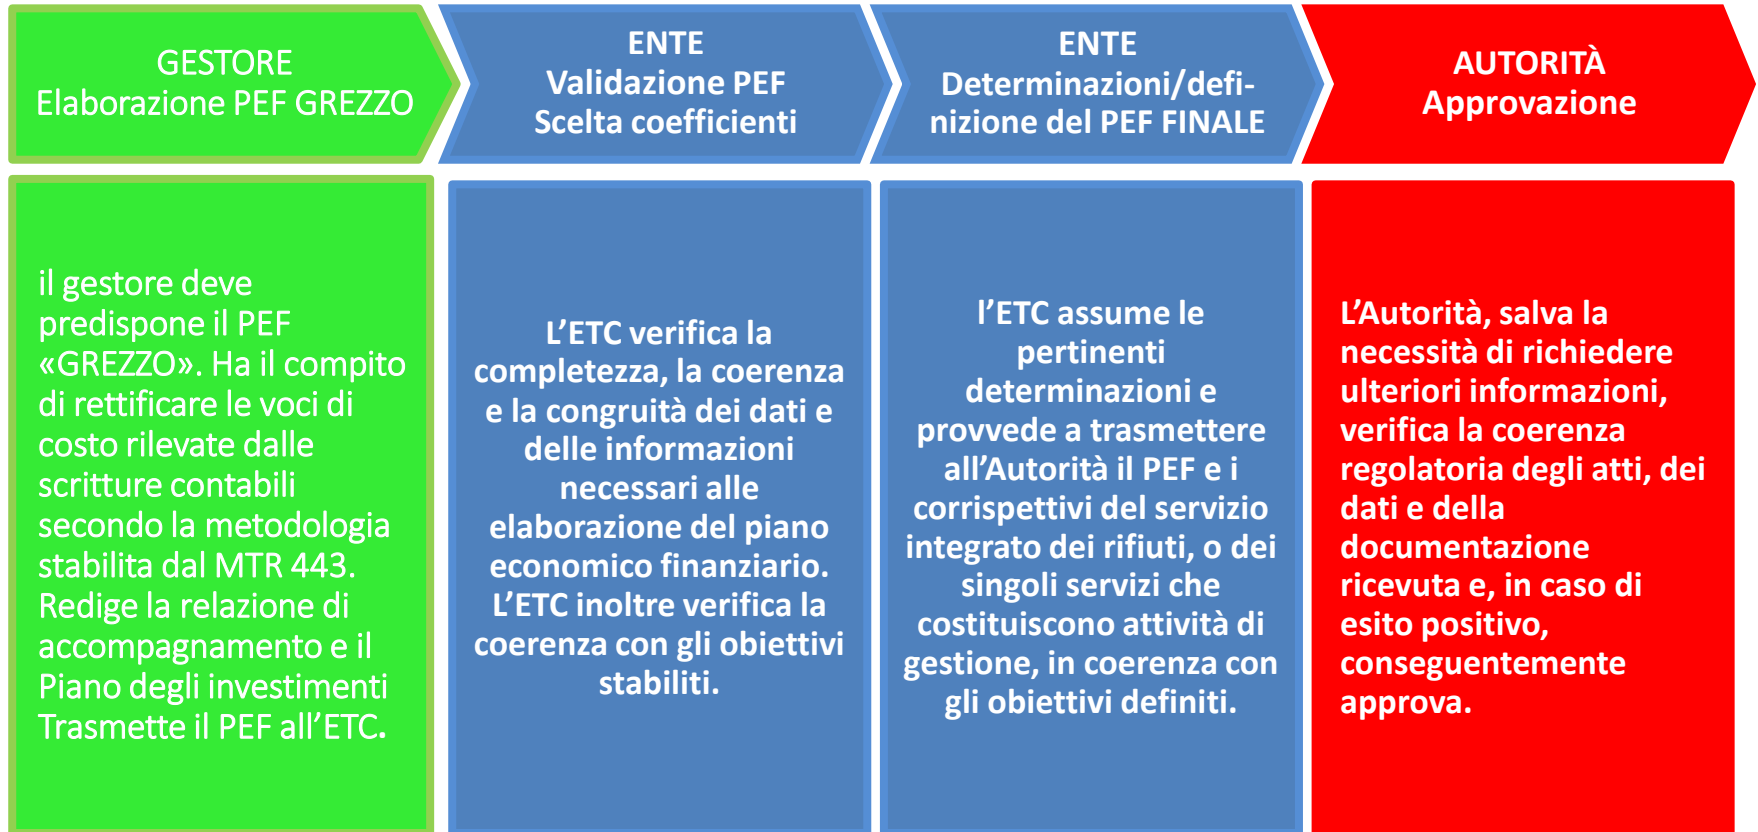 GESTORE
Elaborazione PEF GREZZO
ENTE
Validazione PEF
Scelta coefficienti
ENTE
Determinazioni/defi-
nizione del PEF FINALE
AUTORITÀ
Approvazione
il gestore deve
predispone il PEF
«GREZZO». Ha il compito
di rettificare le voci di
costo rilevate dalle
scritture contabili
secondo la metodologia
stabilita dal MTR 443.
Redige la relazione di
accompagnamento e il
Piano degli investimenti
Trasmette il PEF all’ETC.
L’ETC verifica la
completezza, la coerenza
e la congruità dei dati e
delle informazioni
necessari alle
elaborazione del piano
economico finanziario.
L’ETC inoltre verifica la
coerenza con gli obiettivi
stabiliti.
l’ETC assume le
pertinenti
determinazioni e
provvede a trasmettere
all’Autorità il PEF e i
corrispettivi del servizio
integrato dei rifiuti, o dei
singoli servizi che
costituiscono attività di
gestione, in coerenza con
gli obiettivi definiti.
L’Autorità, salva la
necessità di richiedere
ulteriori informazioni,
verifica la coerenza
regolatoria degli atti, dei
dati e della
documentazione
ricevuta e, in caso di
esito positivo,
conseguentemente
approva.